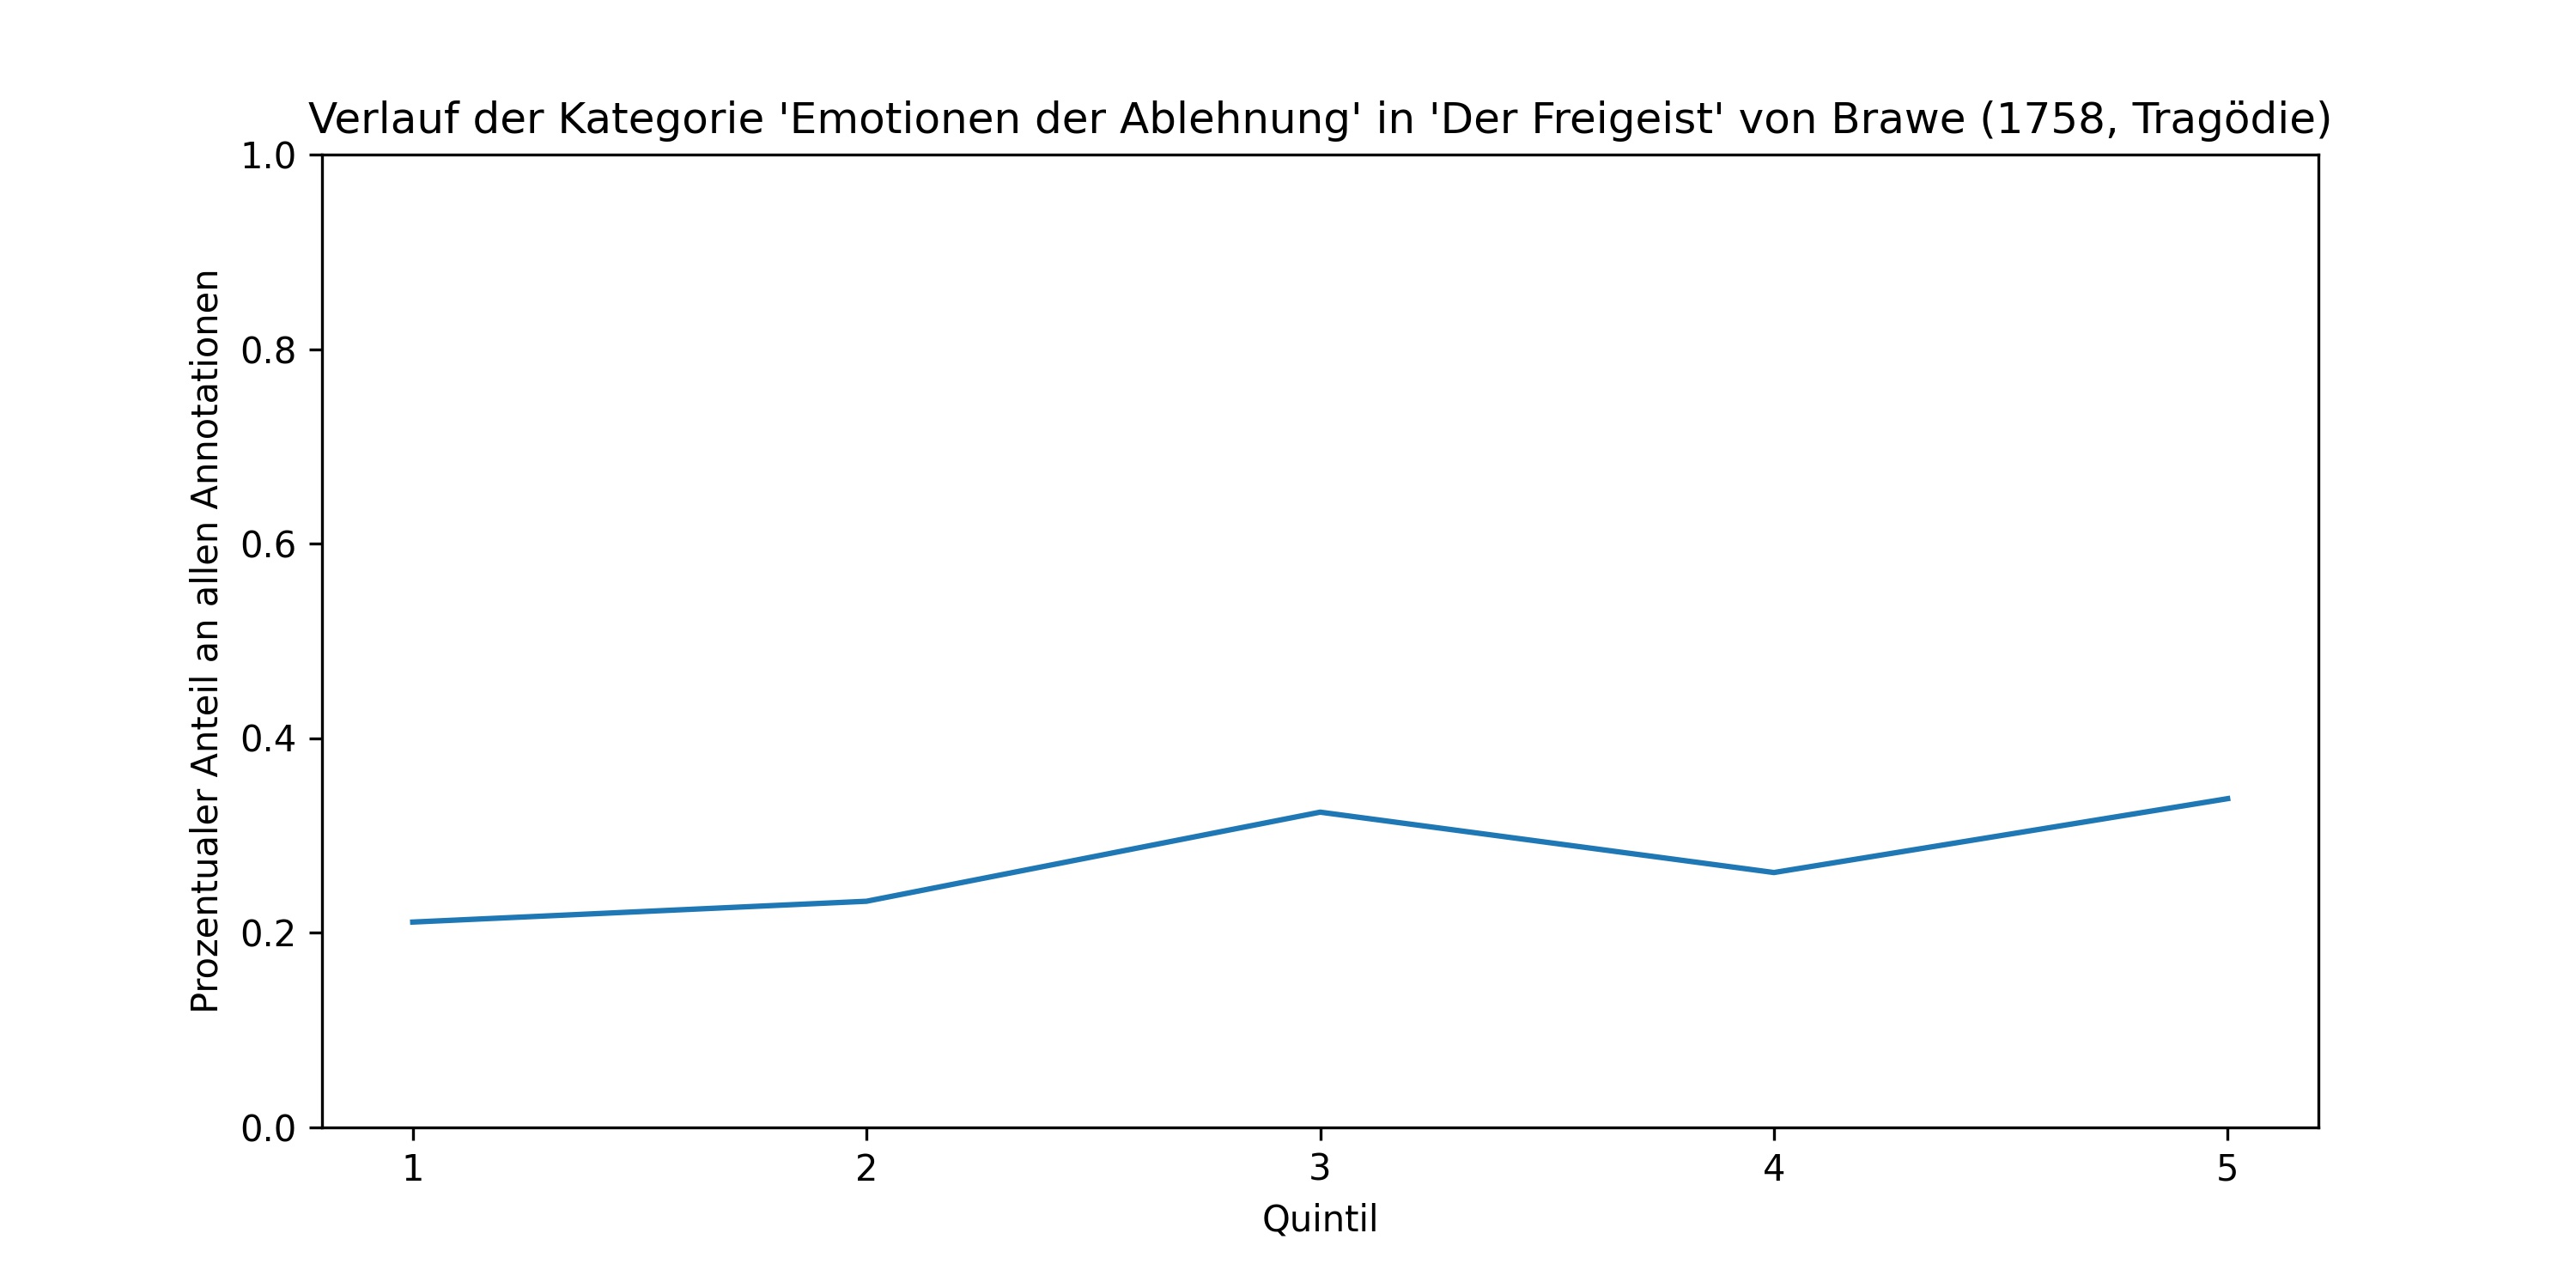 Verlauf der Kategorie 'Emotionen der Ablehnung' in 'Der Freigeist' von Brawe (1758, Tragödie)
Prozentualer Anteil an allen Annotationen
1.0
0.8
0.6
0.4
0.2
0.0
1 2 3 4 5
Quintil